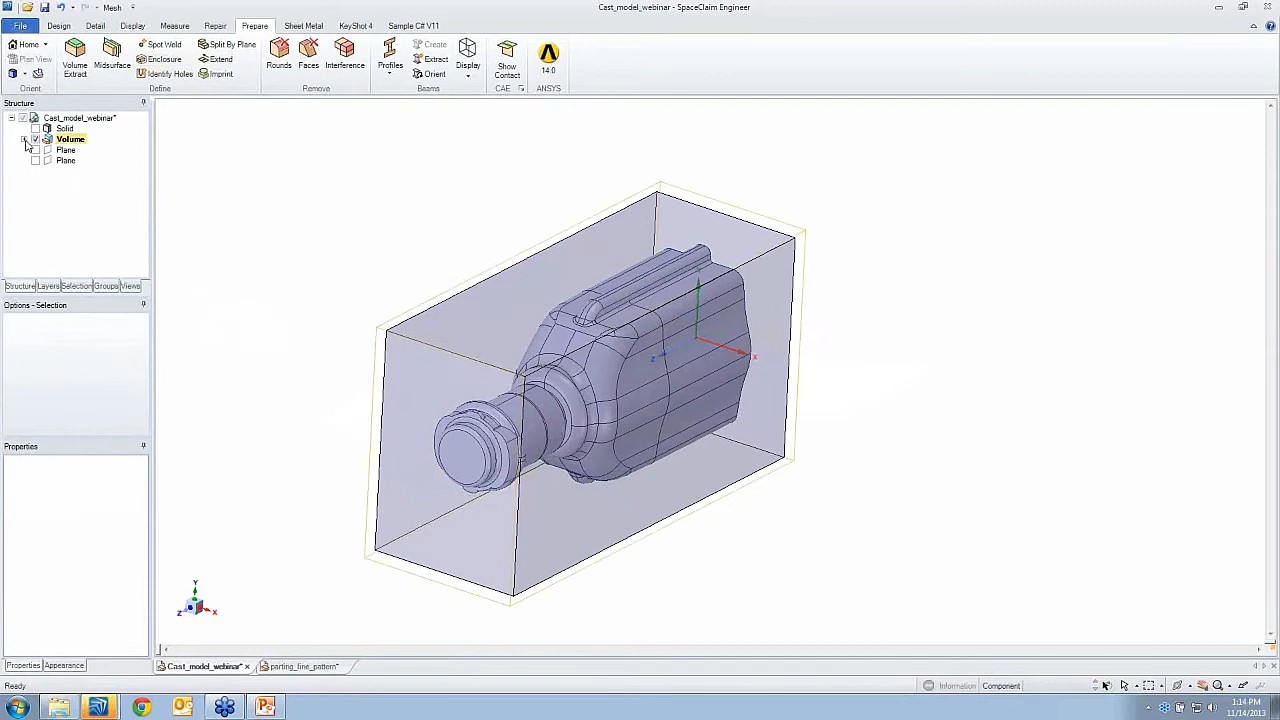 Mesh
Cast_model_webinar - SpaceClaim Engineer
File Design Detail Display Measure Repair Prepare Sheet Metal KeyShot 4 Sample C# V11
Home
Plan View
Orient
Volume Extract
Midsurface
Spot Weld
Enclosure
Identify Holes
Split By Plane
Extend
Imprint
Define
Rounds
Faces
Interference
Remove
Profiles
Create
Extract
Orient
Display
Beams
Show Contact
CAE
14.0
ANSYS
Structure
Cast_model_webinar*
Solid
Volume
Plane
Plane
Structure Layers Selection Groups Views
Options - Selection
Properties
X
Z
Y
Z
X
Properties Appearance
Cast_model_webinar* parting_line_pattern*
Ready
Information Component
1:14 PM
11/14/2013